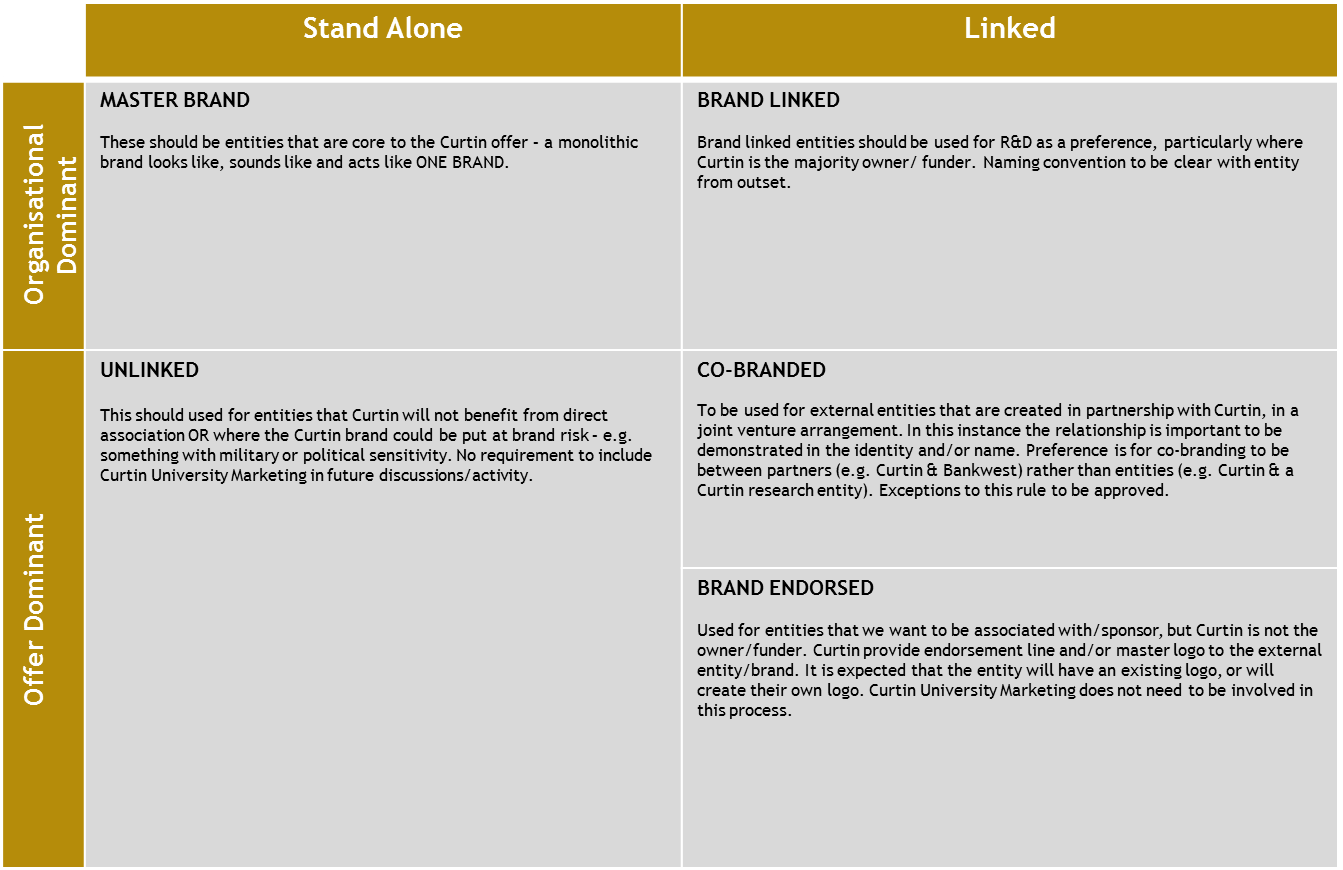 Stand Alone
Linked
Organisational
Dominant
MASTER BRAND
These should be entities that are core to the Curtin offer – a monolithic
brand looks like, sounds like and acts like ONE BRAND.
BRAND LINKED
Brand linked entities should be used for R&D as a preference, particularly where
Curtin is the majority owner/ funder. Naming convention to be clear with entity
from outset.
Offer Dominant
UNLINKED
This should used for entities that Curtin will not benefit from direct
association OR where the Curtin brand could be put at brand risk – e.g.
something with military or political sensitivity. No requirement to include
Curtin University Marketing in future discussions/activity.
CO-BRANDED
To be used for external entities that are created in partnership with Curtin, in a
joint venture arrangement. In this instance the relationship is important to be
demonstrated in the identity and/or name. Preference is for co-branding to be
between partners (e.g. Curtin & Bankwest) rather than entities (e.g. Curtin & a
Curtin research entity). Exceptions to this rule to be approved.
BRAND ENDORSED
Used for entities that we want to be associated with/sponsor, but Curtin is not the
owner/funder. Curtin provide endorsement line and/or master logo to the external
entity/brand. It is expected that the entity will have an existing logo, or will
create their own logo. Curtin University Marketing does not need to be involved in
this process.